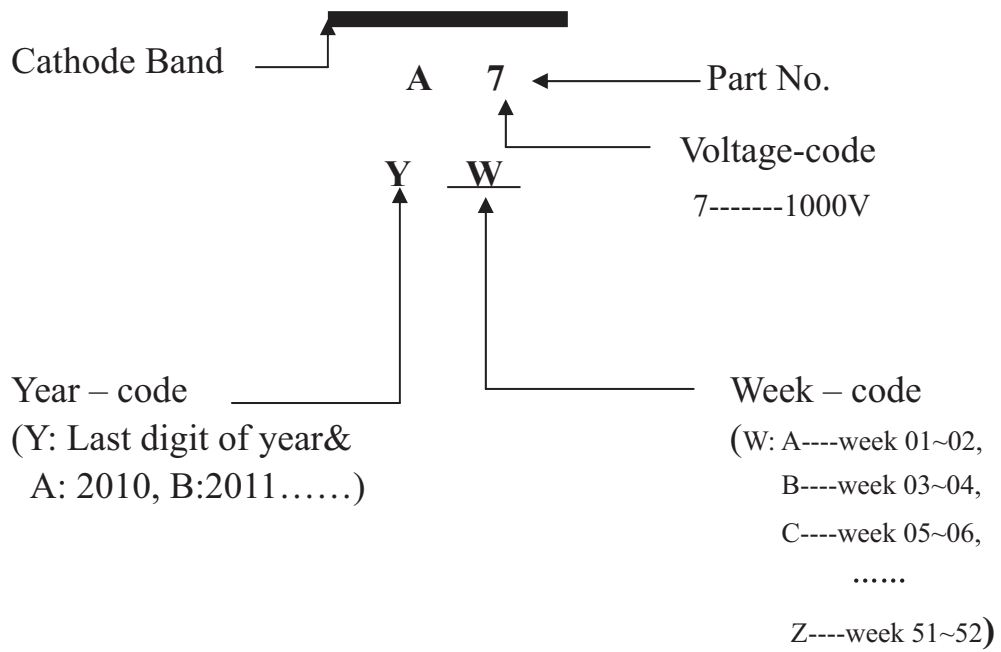 Cathode Band
A 7 Part No.
Voltage-code
Y W
7-------1000V
Year – code
(Y: Last digit of year&
A: 2010, B:2011……)
Week – code
(W: A----week 01~02,
B----week 03~04,
C----week 05~06,
……
Z----week 51~52)